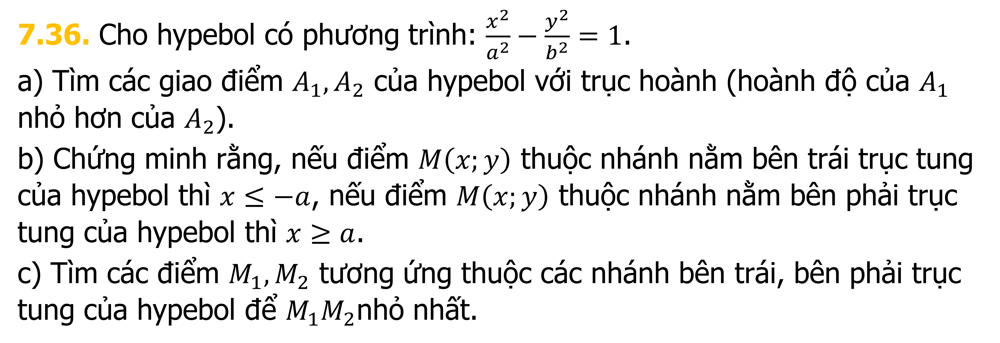 7.36. Cho hypebol có phương trình: $\frac{x^2}{a^2} - \frac{y^2}{b^2} = 1$.
a) Tìm các giao điểm $A_1, A_2$ của hypebol với trục hoành (hoành độ của $A_1$
nhỏ hơn của $A_2$).
b) Chứng minh rằng, nếu điểm $M(x; y)$ thuộc nhánh nằm bên trái trục tung
của hypebol thì $x \leq -a$, nếu điểm $M(x; y)$ thuộc nhánh nằm bên phải trục
tung của hypebol thì $x \geq a$.
c) Tìm các điểm $M_1, M_2$ tương ứng thuộc các nhánh bên trái, bên phải trục
tung của hypebol để $M_1M_2$nhỏ nhất.